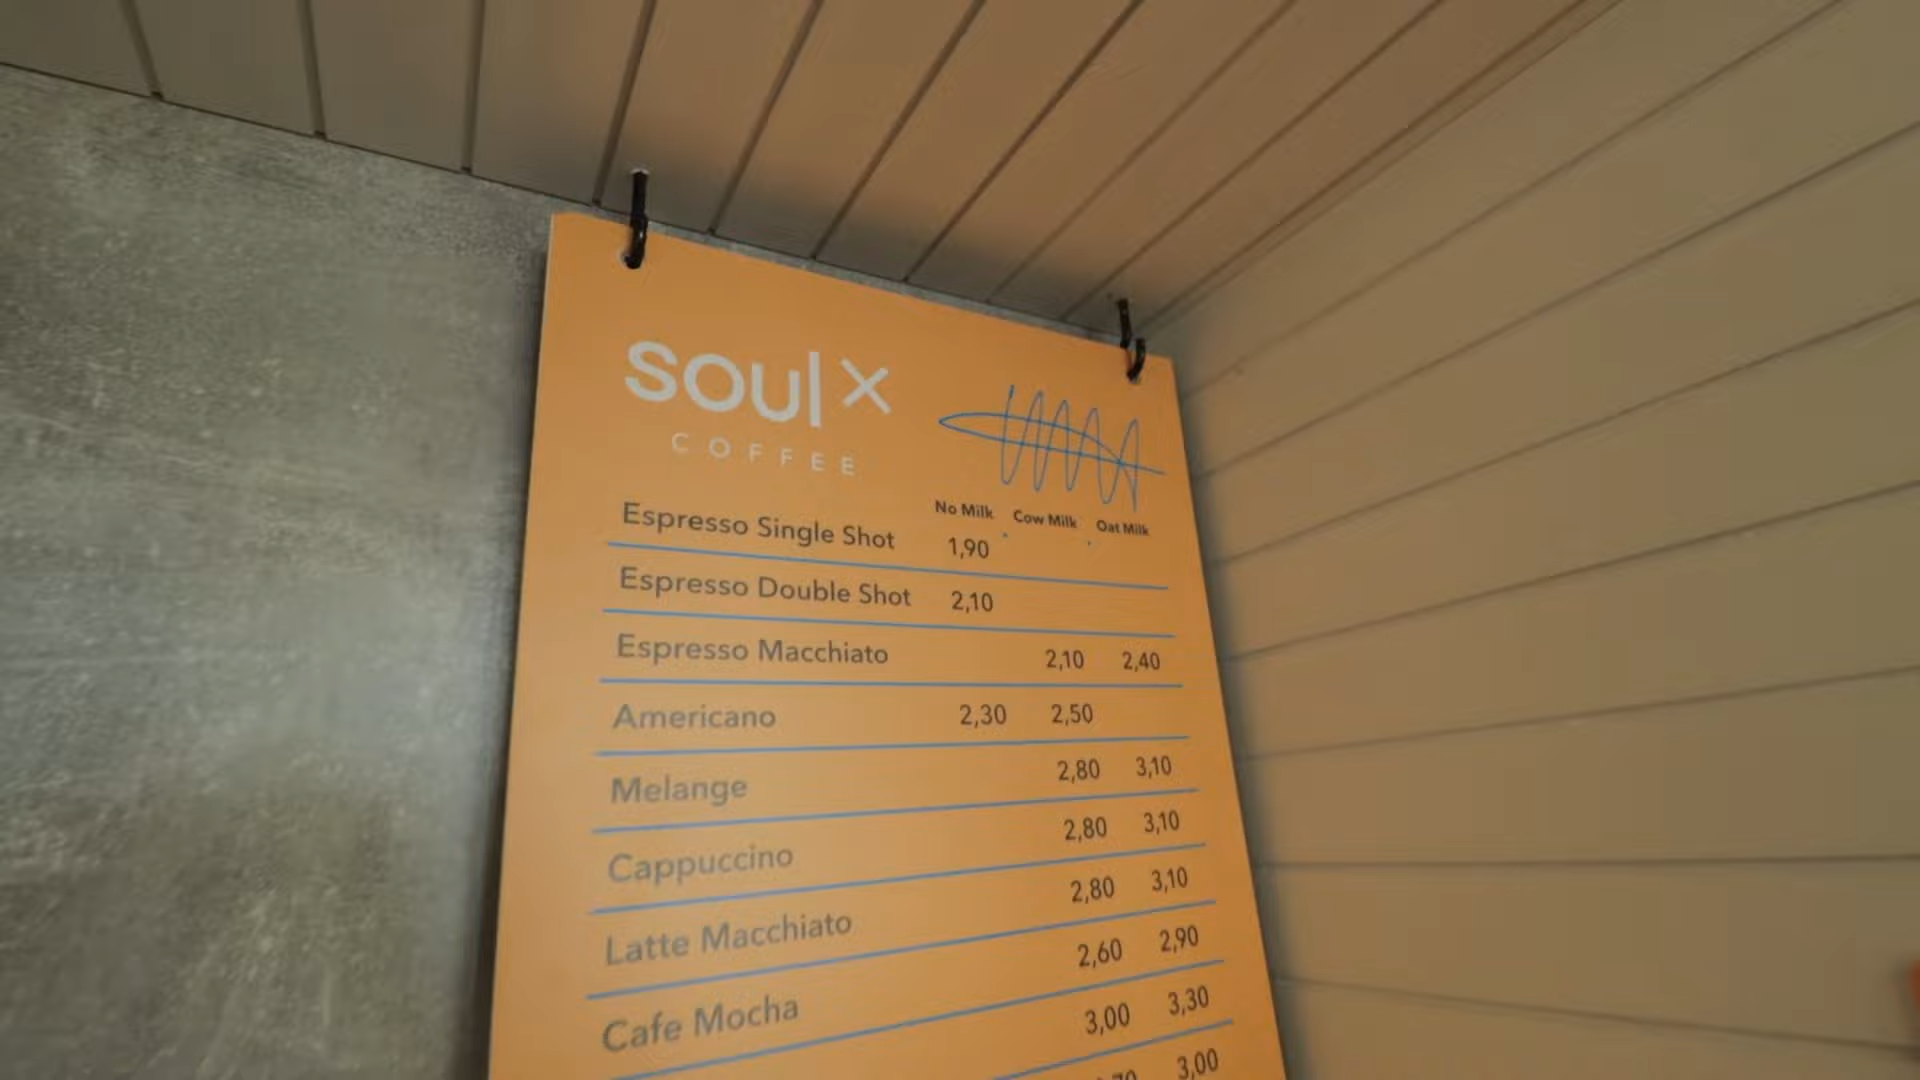 soul x
COFFEE
No Milk Cow Milk Oat Milk
Espresso Single Shot 1,90
Espresso Double Shot 2,10
Espresso Macchiato 2,10 2,40
Americano 2,30 2,50
Melange 2,80 3,10
Cappuccino 2,80 3,10
Latte Macchiato 2,80 3,10
Cafe Mocha 2,60 2,90
3,00 3,30
3,00